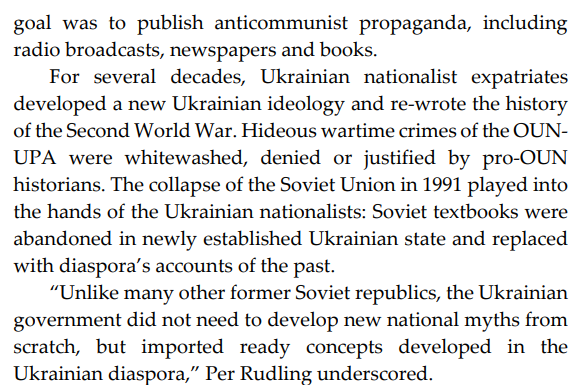 goal was to publish anticommunist propaganda, including
radio broadcasts, newspapers and books.
For several decades, Ukrainian nationalist expatriates
developed a new Ukrainian ideology and re-wrote the history
of the Second World War. Hideous wartime crimes of the OUN-
UPA were whitewashed, denied or justified by pro-OUN
historians. The collapse of the Soviet Union in 1991 played into
the hands of the Ukrainian nationalists: Soviet textbooks were
abandoned in newly established Ukrainian state and replaced
with diaspora’s accounts of the past.
“Unlike many other former Soviet republics, the Ukrainian
government did not need to develop new national myths from
scratch, but imported ready concepts developed in the
Ukrainian diaspora,” Per Rudling underscored.